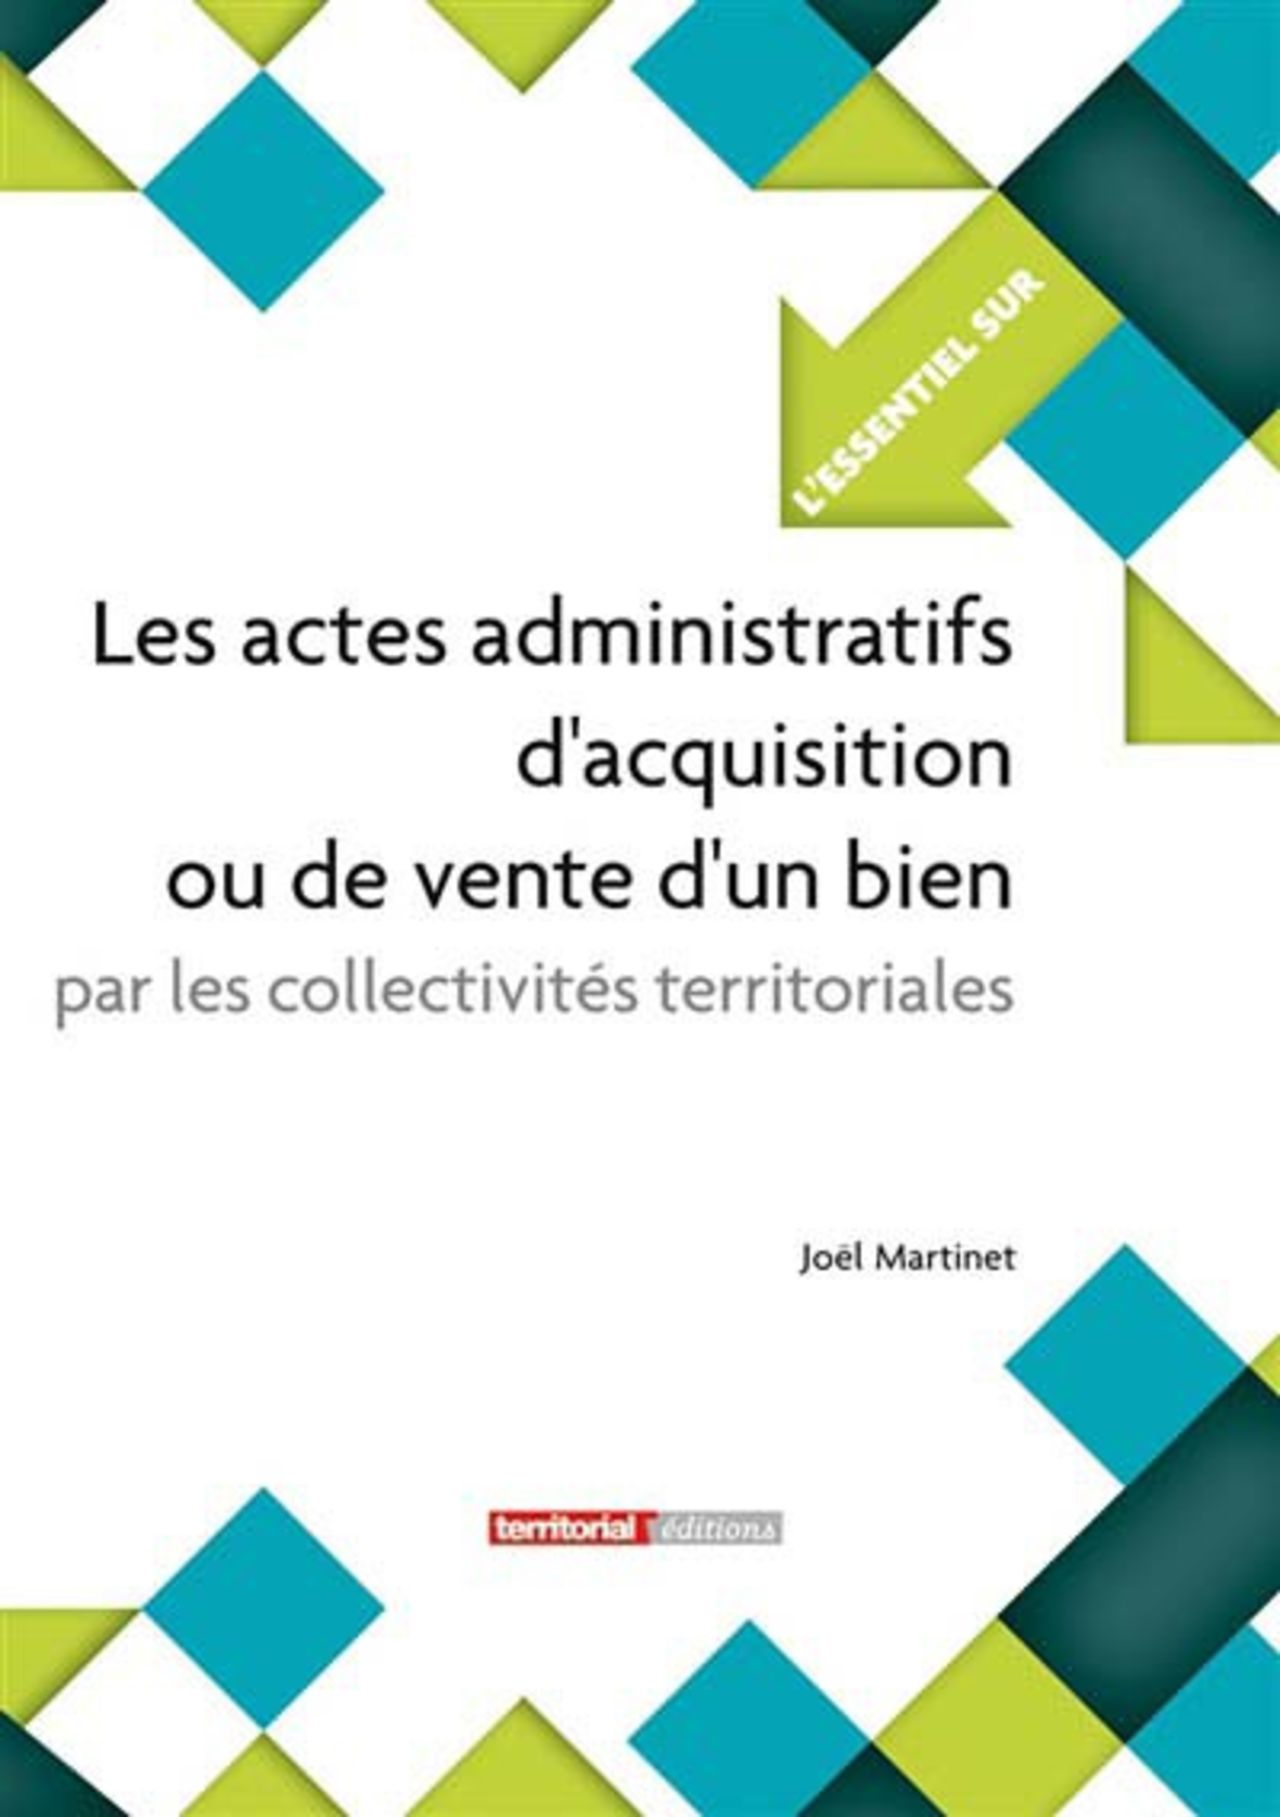 L'ESSENTIEL SUR
Les actes administratifs
d'acquisition
ou de vente d'un bien
par les collectivités territoriales
Joël Martinet
territorial éditions